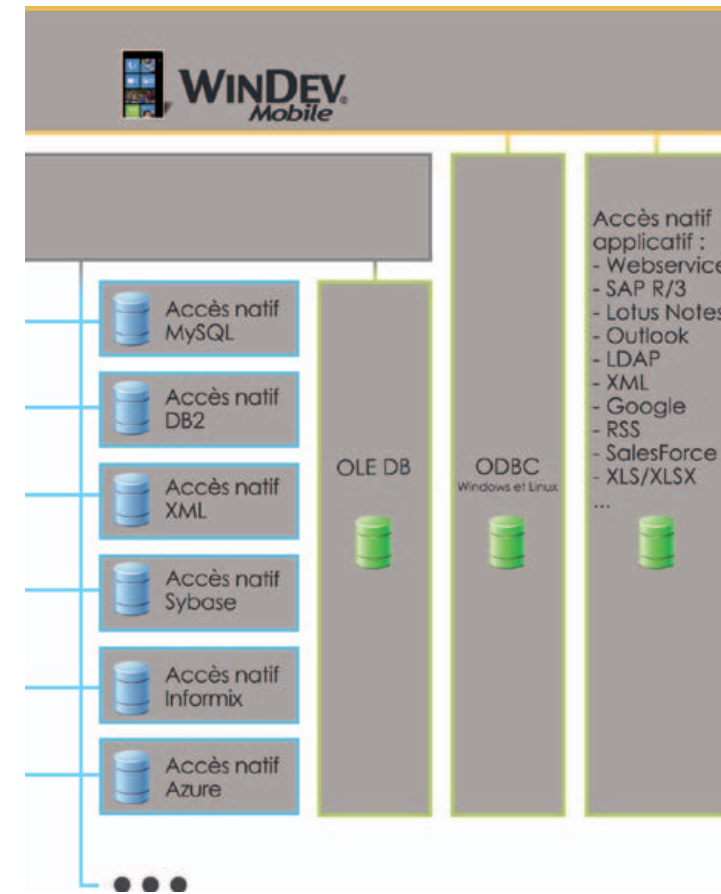 WINDEV®
Mobile
Accès natif
MySQL
Accès natif
DB2
Accès natif
XML
Accès natif
Sybase
Accès natif
Informix
Accès natif
Azure
OLE DB
ODBC
Windows et Linux
Accès natif
applicatif :
- Webservice
- SAP R/3
- Lotus Notes
- Outlook
- LDAP
- XML
- Google
- RSS
- SalesForce
- XLS/XLSX
...